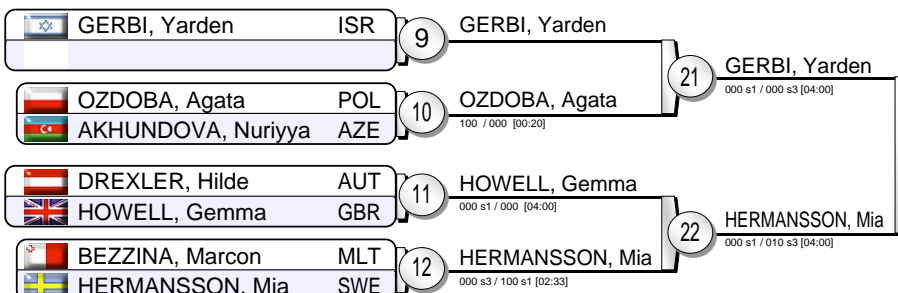 GERBI, Yarden ISR
9
GERBI, Yarden
OZDOBA, Agata POL
AKHUNDOVA, Nuriyya AZE
10
OZDOBA, Agata
100 / 000 [00:20]
21
GERBI, Yarden
000 s1 / 000 s3 [04:00]
DREXLER, Hilde AUT
HOWELL, Gemma GBR
11
HOWELL, Gemma
000 s1 / 000 [04:00]
BEZZINA, Marcon MLT
HERMANSSON, Mia SWE
12
HERMANSSON, Mia
000 s3 / 100 s1 [02:33]
22
HERMANSSON, Mia
000 s1 / 010 s3 [04:00]